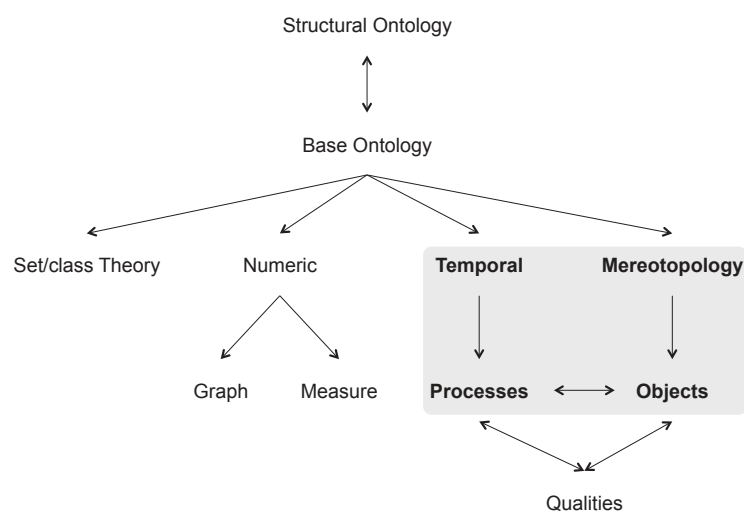 Structural Ontology
Base Ontology
Set/class Theory Numeric Temporal Mereotopology
Graph Measure Processes Objects
Qualities